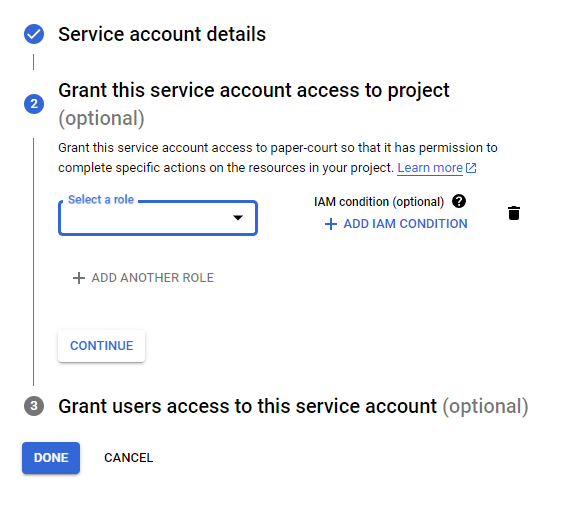 Service account details
2
Grant this service account access to project
(optional)
Grant this service account access to paper-court so that it has permission to
complete specific actions on the resources in your project. Learn more
Select a role
IAM condition (optional) ?
+ ADD IAM CONDITION
+ ADD ANOTHER ROLE
CONTINUE
3
Grant users access to this service account (optional)
DONE
CANCEL